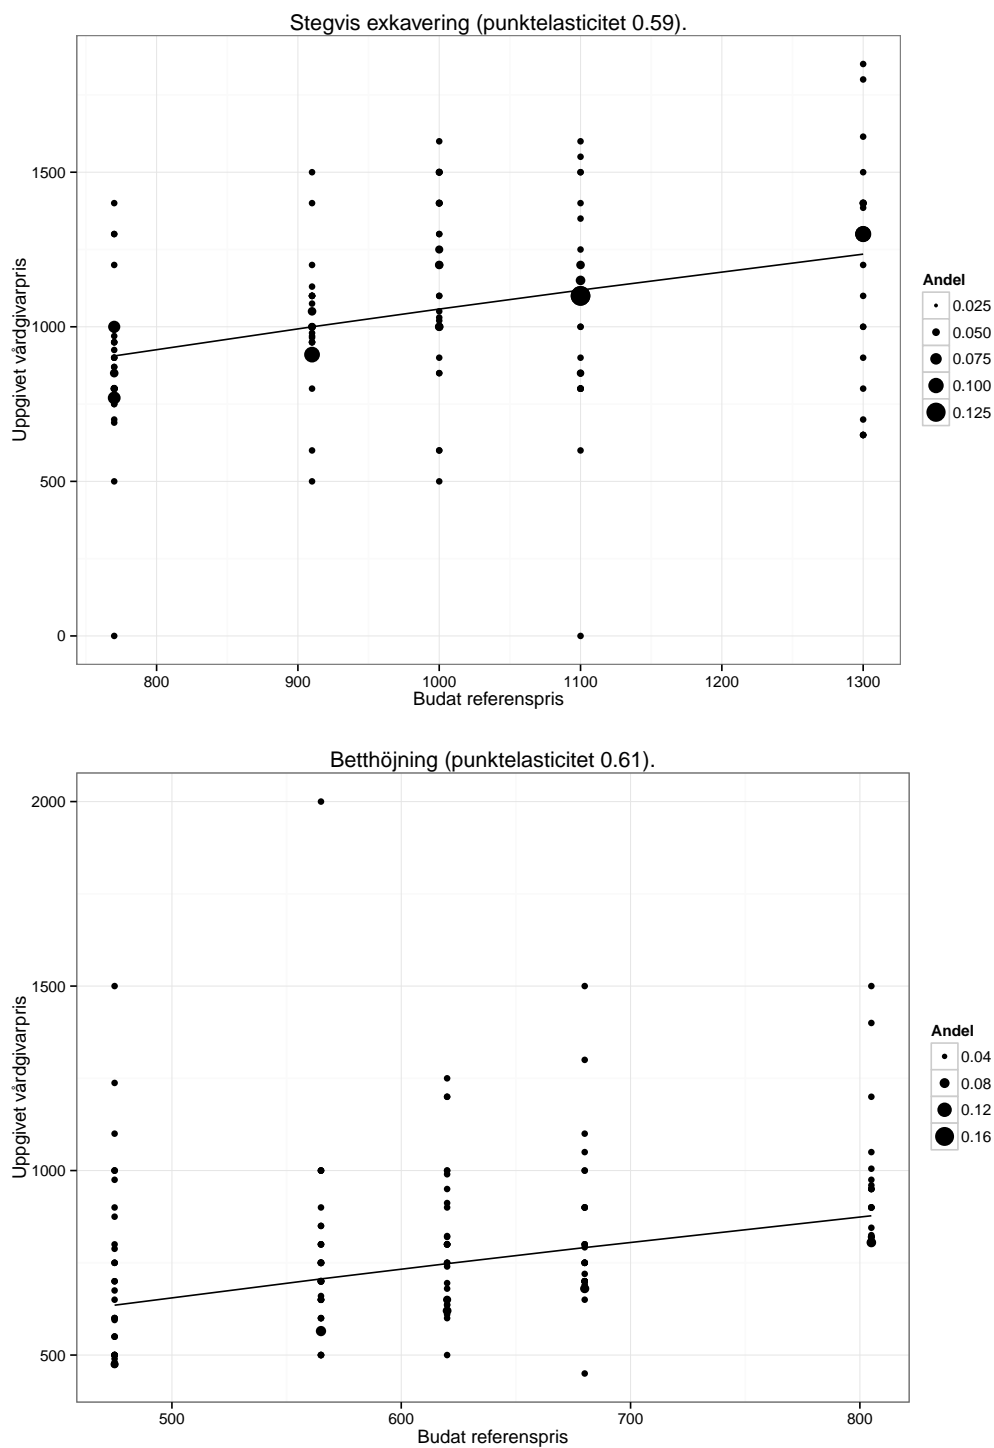 Stegvis exkavering (punktelasticitet 0.59).
Uppgivet vårdgivarpris
1500
1000
500
0
800 900 1000 1100 1200 1300
Budat referenspris
Andel
0.025
0.050
0.075
0.100
0.125
Betthöjning (punktelasticitet 0.61).
Uppgivet vårdgivarpris
2000
1500
1000
500
500 600 700 800
Budat referenspris
Andel
0.04
0.08
0.12
0.16